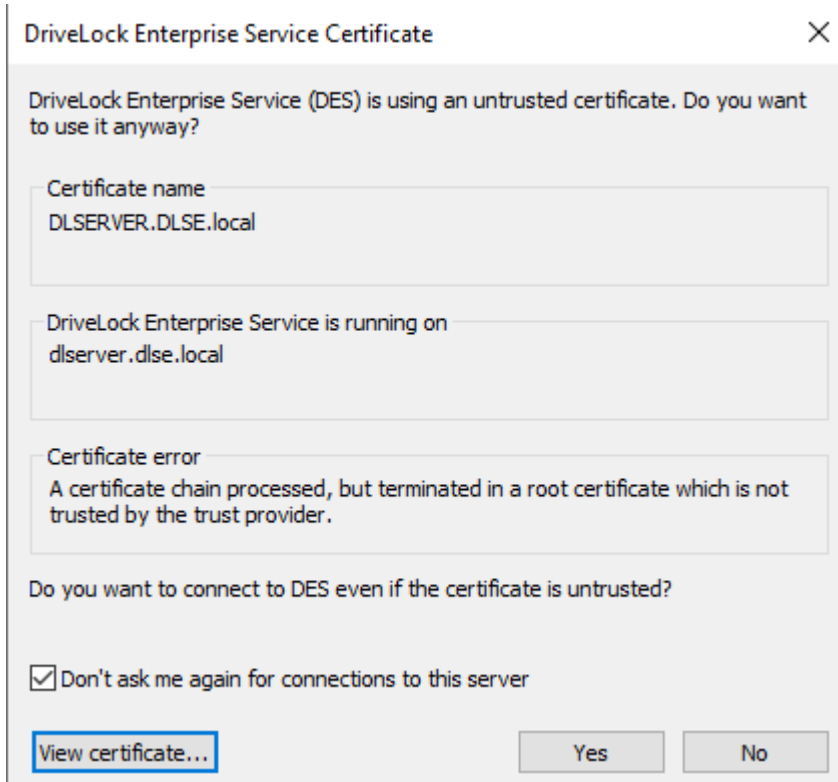 DriveLock Enterprise Service Certificate
DriveLock Enterprise Service (DES) is using an untrusted certificate. Do you want
to use it anyway?
Certificate name
DLSERVER.DLSE.local
DriveLock Enterprise Service is running on
dlserver.dlse.local
Certificate error
A certificate chain processed, but terminated in a root certificate which is not
trusted by the trust provider.
Do you want to connect to DES even if the certificate is untrusted?
Don't ask me again for connections to this server
View certificate...
Yes
No